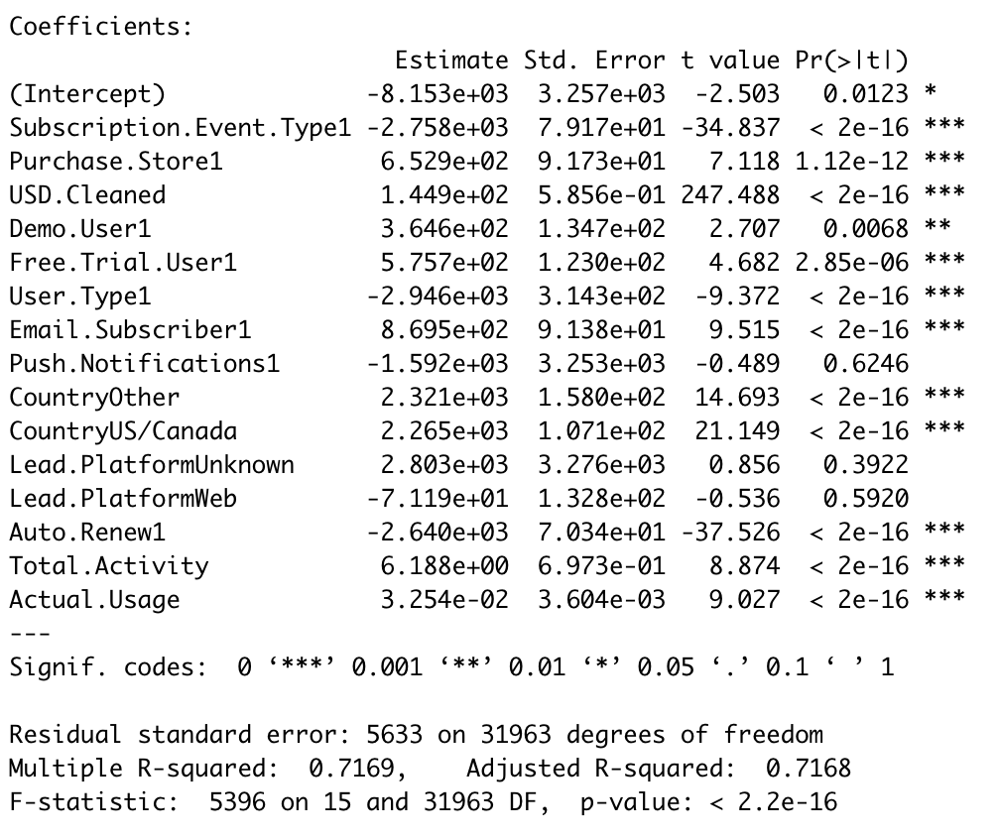 Coefficients:
                       Estimate Std. Error t value Pr(>|t|)
(Intercept)          -8.153e+03  3.257e+03  -2.503   0.0123 *
Subscription.Event.Type1 -2.758e+03  7.917e+01 -34.837  < 2e-16 ***
Purchase.Store1       6.529e+02  9.173e+01   7.118 1.12e-12 ***
USD.Cleaned           1.449e+02  5.856e-01 247.488  < 2e-16 ***
Demo.User1            3.646e+02  1.347e+02   2.707   0.0068 **
Free.Trial.User1      5.757e+02  1.230e+02   4.682 2.85e-06 ***
User.Type1           -2.946e+03  3.143e+02  -9.372  < 2e-16 ***
Email.Subscriber1     8.695e+02  9.138e+01   9.515  < 2e-16 ***
Push.Notifications1  -1.592e+03  3.253e+03  -0.489   0.6246
CountryOther          2.321e+03  1.580e+02  14.693  < 2e-16 ***
CountryUS/Canada      2.265e+03  1.071e+02  21.149  < 2e-16 ***
Lead.PlatformUnknown  2.803e+03  3.276e+03   0.856   0.3922
Lead.PlatformWeb     -7.119e+01  1.328e+02  -0.536   0.5920
Auto.Renew1          -2.640e+03  7.034e+01 -37.526  < 2e-16 ***
Total.Activity        6.188e+00  6.973e-01   8.874  < 2e-16 ***
Actual.Usage          3.254e-02  3.604e-03   9.027  < 2e-16 ***
---
Signif. codes:  0 ‘***’ 0.001 ‘**’ 0.01 ‘*’ 0.05 ‘.’ 0.1 ‘ ’ 1
Residual standard error: 5633 on 31963 degrees of freedom
Multiple R-squared:  0.7169,    Adjusted R-squared:  0.7168
F-statistic:  5396 on 15 and 31963 DF,  p-value: < 2.2e-16